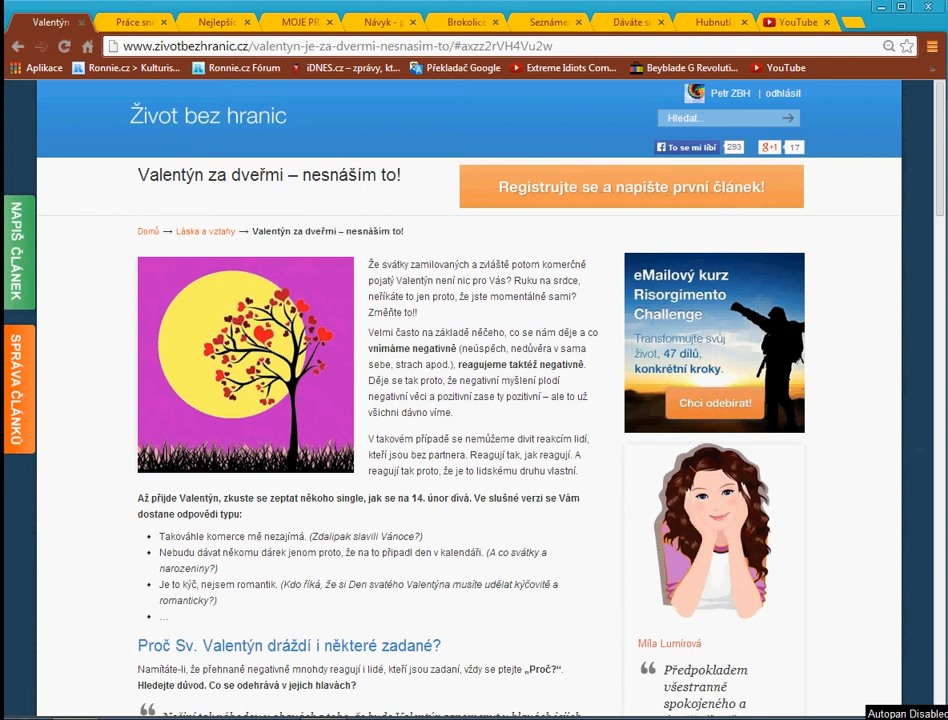 Valentýn
Práce sn
Nejlepšíc
MOJE PŘ
Návyk - p
Brokolice
Seznáme
Dáváte s
Hubnutí
YouTube
www.zivotbezhranic.cz/valentyn-je-za-dvermi-nesnasim-to/#axzz2rVH4Vu2w
Aplikace
Ronnie.cz > Kulturis...
Ronnie.cz Fórum
iDNES.cz – zprávy, kt...
Překladač Google
Extreme Idiots Com...
Beyblade G Revoluti...
YouTube
Petr ZBH | odhlásit
Život bez hranic
Hledat...
To se mi líbí 293
g+1 17
Valentýn za dveřmi – nesnáším to!
Registrujte se a napište první článek!
NAPIŠ ČLÁNEK
SPRÁVA ČLÁNKŮ
Domů → Láska a vztahy → Valentýn za dveřmi – nesnáším to!
Že svátky zamilovaných a zvláště potom komerčně
pojatý Valentýn není nic pro Vás? Ruku na srdce,
neříkáte to jen proto, že jste momentálně sami?
Změňte to!!
Velmi často na základě něčeho, co se nám děje a co
vnímáme negativně (neúspěch, nedůvěra v sama
sebe, strach apod.), reagujeme taktéž negativně.
Děje se tak proto, že negativní myšlení plodí
negativní věci a pozitivní zase ty pozitivní – ale to už
všichni dávno víme.
V takovém případě se nemůžeme divit reakcím lidí,
kteří jsou bez partnera. Reagují tak, jak reagují. A
reagují tak proto, že je to lidskému druhu vlastní.
Až přijde Valentýn, zkuste se zeptat někoho single, jak se na 14. únor dívá. Ve slušné verzi se Vám
dostane odpovědi typu:
• Takováhle komerce mě nezajímá. (Zdalipak slavili Vánoce?)
• Nebudu dávat někomu dárek jenom proto, že na to připadl den v kalendáři. (A co svátky a
narozeniny?)
• Je to kýč, nejsem romantik. (Kdo říká, že si Den svatého Valentýna musíte udělat kýčovitě a
romanticky?)
• ...
Proč Sv. Valentýn dráždí i některé zadané?
Namítáte-li, že přehnaně negativně mnohdy reagují i lidé, kteří jsou zadaní, vždy se ptejte „Proč?“.
Hledejte důvod. Co se odehrává v jejich hlavách?
eMailový kurz
Risorgimento
Challenge
Transformujte svůj
život, 47 dílů,
konkrétní kroky.
Chci odebírat!
Míla Lumírová
Předpokladem
všestranně
spokojeného a
Autopan Disabled